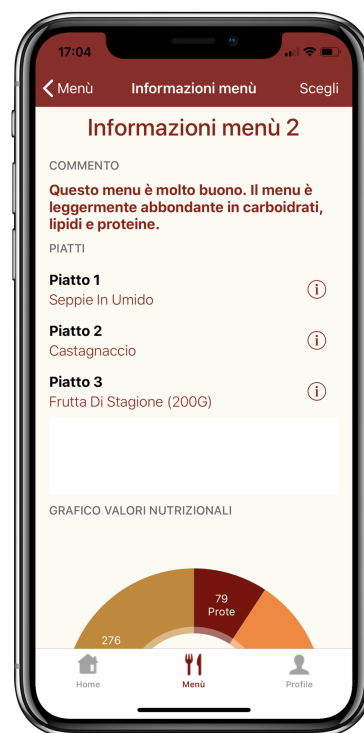 17:04
Menù Informazioni menù Scegli
Informazioni menù 2
COMMENTO
Questo menu è molto buono. Il menu è
leggermente abbondante in carboidrati,
lipidi e proteine.
PIATTI
Piatto 1
Seppie In Umido
Piatto 2
Castagnaccio
Piatto 3
Frutta Di Stagione (200G)
GRAFICO VALORI NUTRIZIONALI
79
Prote
276
Home Menù Profile